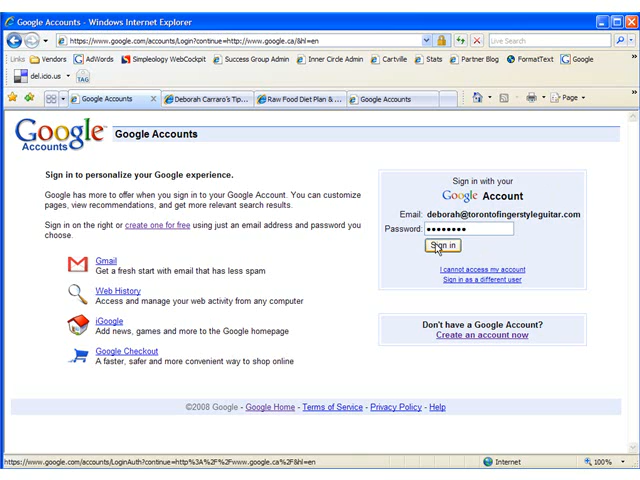 Google Accounts - Windows Internet Explorer
https://www.google.com/accounts/Login?continue=http://www.google.ca/&hl=en
Live Search
Links Vendors AdWords Simpleology WebCockpit Success Group Admin Inner Circle Admin Cartville Stats Partner Blog FormatText Google
del.icio.us TAG
Google Accounts Deborah Carraro's Tip... Raw Food Diet Plan & ... Google Accounts Page
Google Accounts
Google Accounts
Sign in to personalize your Google experience.
Google has more to offer when you sign in to your Google Account. You can customize
pages, view recommendations, and get more relevant search results.
Sign in on the right or create one for free using just an email address and password you
choose.
Gmail
Get a fresh start with email that has less spam
Web History
Access and manage your web activity from any computer
iGoogle
Add news, games and more to the Google homepage
Google Checkout
A faster, safer and more convenient way to shop online
Sign in with your
Google Account
Email: deborah@torontofingerstyleguitar.com
Password: ••••••••
Sign in
I cannot access my account
Sign in as a different user
Don't have a Google Account?
Create an account now
©2008 Google - Google Home - Terms of Service - Privacy Policy - Help
https://www.google.com/accounts/LoginAuth?continue=http%3A%2F%2Fwww.google.ca%2F&hl=en Internet 100%